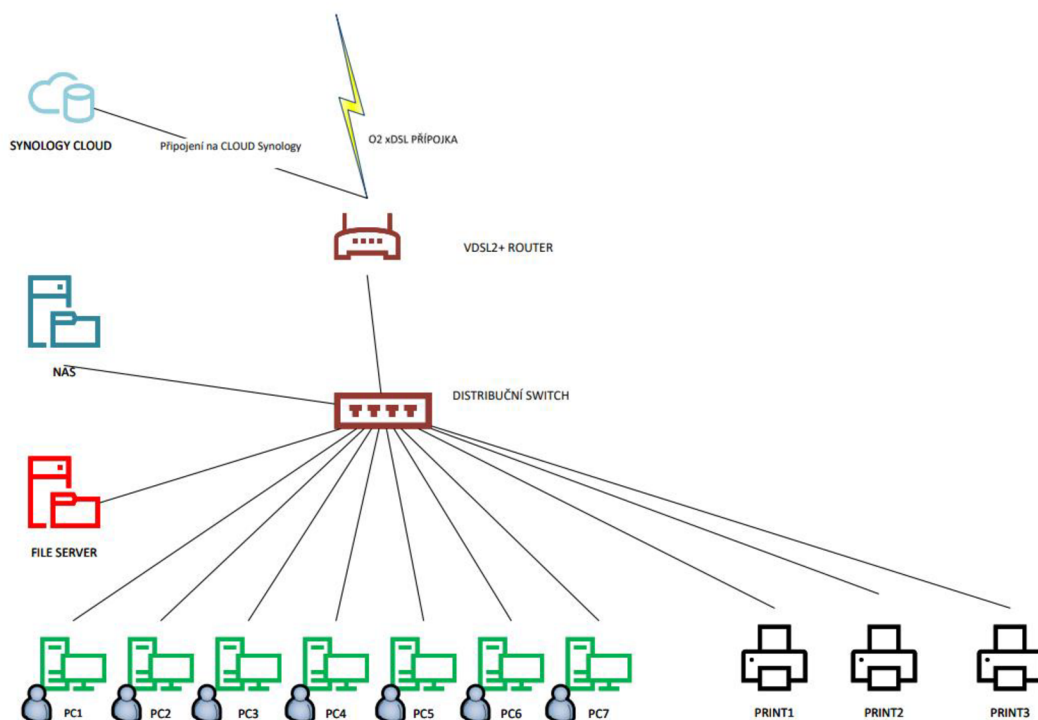 O2 xDSL PŘÍPOJKA
SYNOLOGY CLOUD
Připojení na CLOUD Synology
VDSL2+ ROUTER
NAS
DISTRIBUČNÍ SWITCH
FILE SERVER
PC1
PC2
PC3
PC4
PC5
PC6
PC7
PRINT1
PRINT2
PRINT3